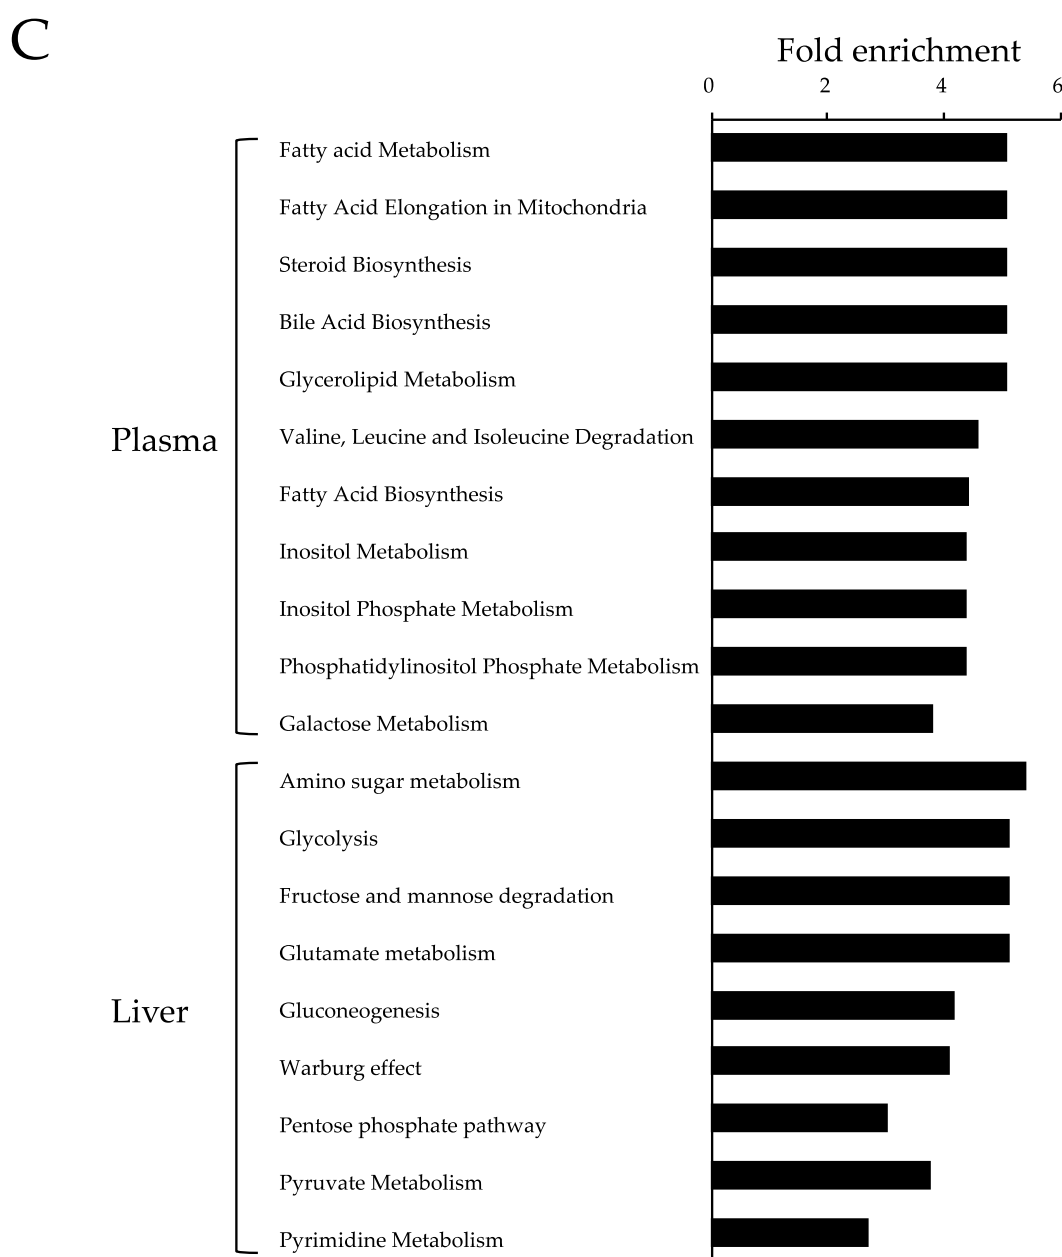 C
Fold enrichment
0 2 4 6
Fatty acid Metabolism
Fatty Acid Elongation in Mitochondria
Steroid Biosynthesis
Bile Acid Biosynthesis
Glycerolipid Metabolism
Plasma
Valine, Leucine and Isoleucine Degradation
Fatty Acid Biosynthesis
Inositol Metabolism
Inositol Phosphate Metabolism
Phosphatidylinositol Phosphate Metabolism
Galactose Metabolism
Amino sugar metabolism
Glycolysis
Fructose and mannose degradation
Glutamate metabolism
Liver
Gluconeogenesis
Warburg effect
Pentose phosphate pathway
Pyruvate Metabolism
Pyrimidine Metabolism